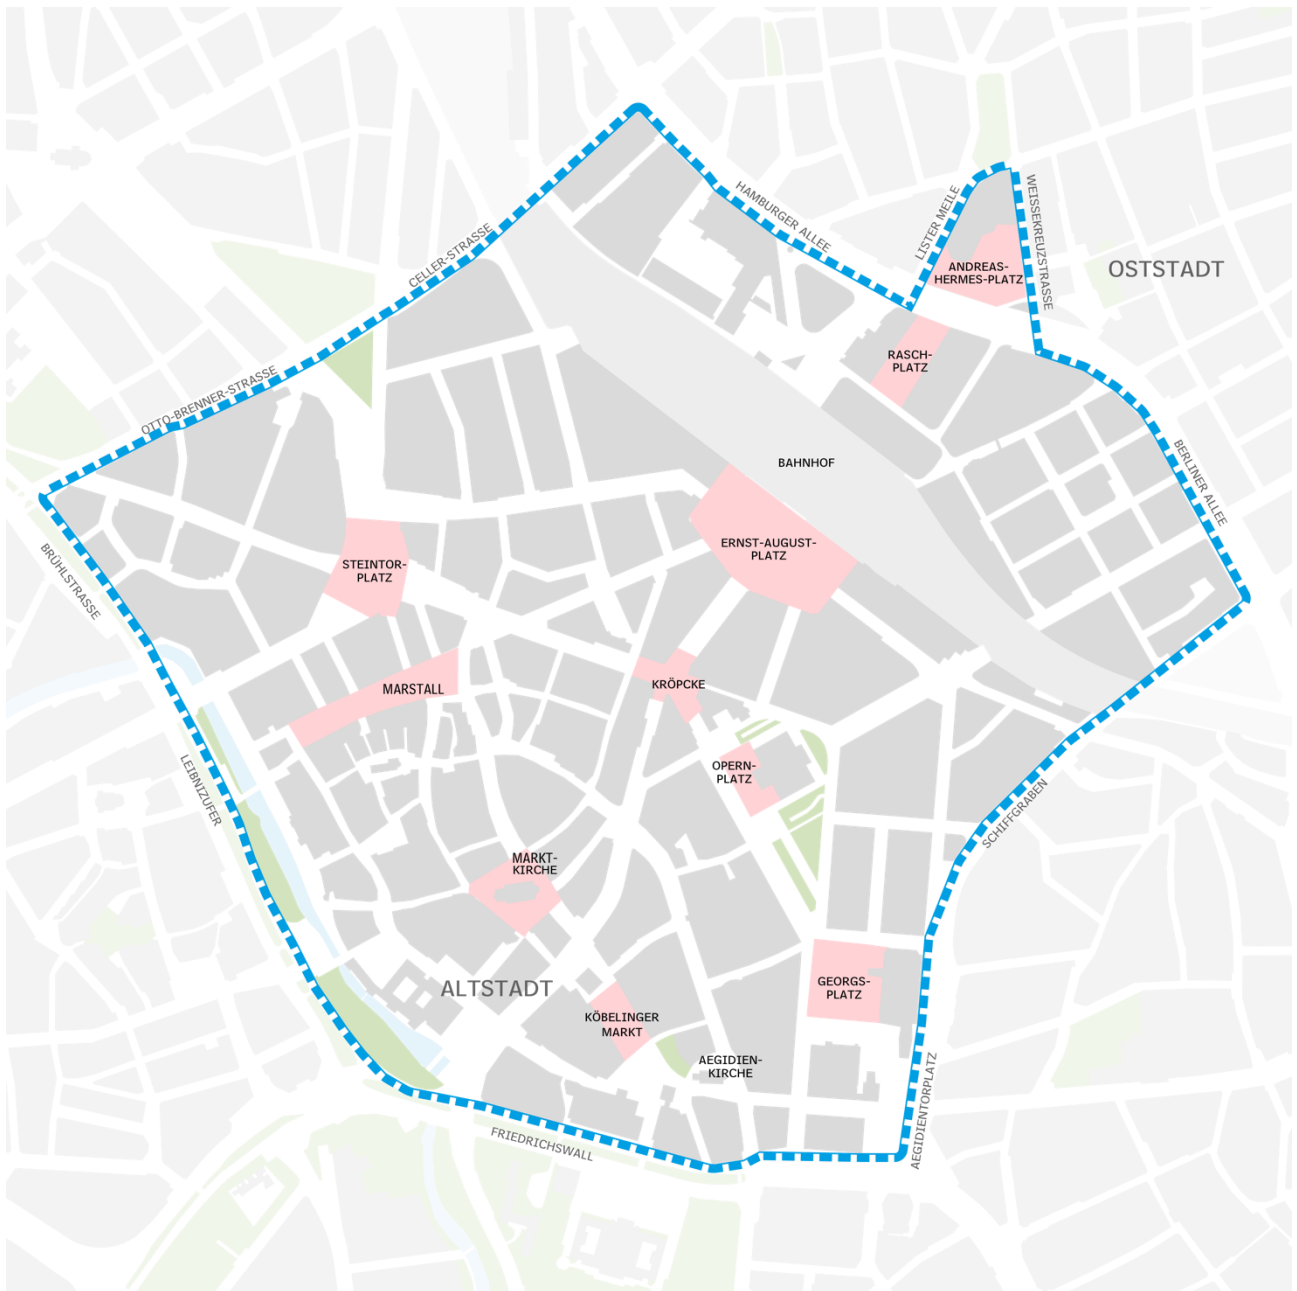 HAMBURGER ALLEE
LISTER MEILE
WEISSEKREUZSTRASSE
CELLER-STRASSE
ANDREAS-
HERMES-PLATZ
OSTSTADT
RASCH-
PLATZ
OTTO-BRENNER-STRASSE
BAHNHOF
BERLINER ALLEE
BRÜHLSTRASSE
STEINTOR-
PLATZ
ERNST-AUGUST-
PLATZ
MARSTALL
KRÖPCKE
LEIBNIZUFER
OPERN-
PLATZ
SCHIFFGRABEN
MARKT-
KIRCHE
ALTSTADT
GEORGS-
PLATZ
KÖBELINGER
MARKT
AEGIDIEN-
KIRCHE
AEGIDIENTORPLATZ
FRIEDRICHSWALL